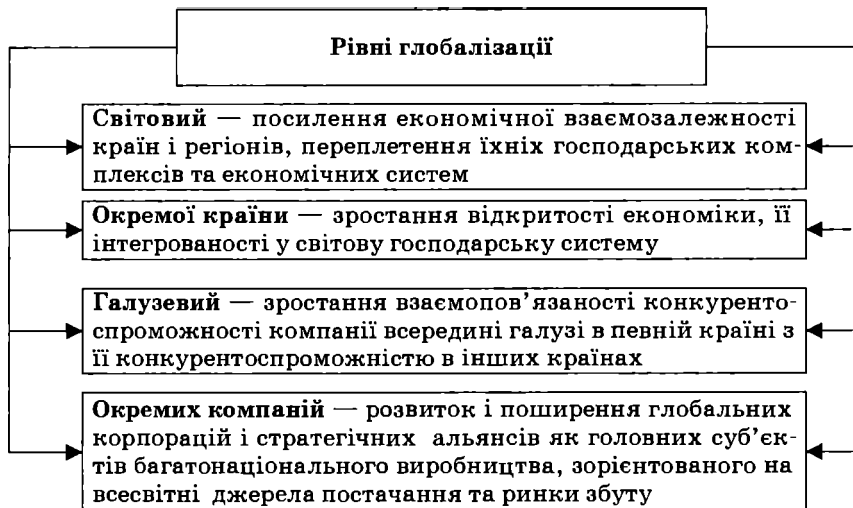 Рівні глобалізації
Світовий — посилення економічної взаємозалежності
країн і регіонів, переплетення їхніх господарських ком-
плексів та економічних систем
Окремої країни — зростання відкритості економіки, її
інтегрованості у світову господарську систему
Галузевий — зростання взаємопов’язаності конкуренто-
спроможності компанії всередині галузі в певній країні з
її конкурентоспроможністю в інших країнах
Окремих компаній — розвиток і поширення глобальних
корпорацій і стратегічних альянсів як головних суб’єк-
тів багатонаціонального виробництва, зорієнтованого на
всесвітні джерела постачання та ринки збуту